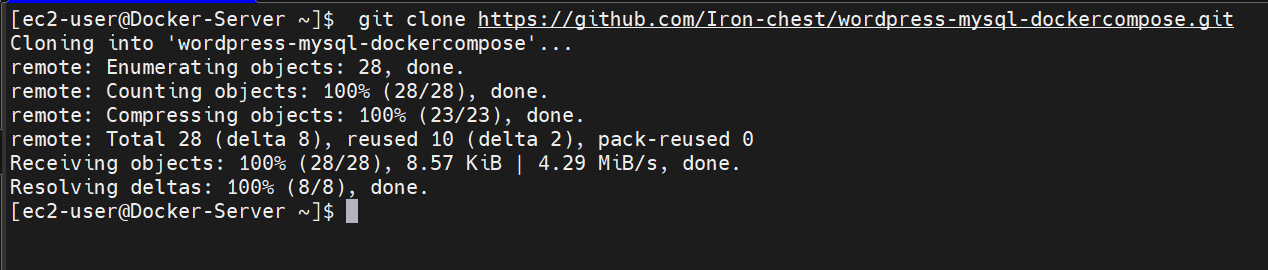 [ec2-user@Docker-Server ~]$  git clone https://github.com/Iron-chest/wordpress-mysql-dockercompose.git
Cloning into 'wordpress-mysql-dockercompose'...
remote: Enumerating objects: 28, done.
remote: Counting objects: 100% (28/28), done.
remote: Compressing objects: 100% (23/23), done.
remote: Total 28 (delta 8), reused 10 (delta 2), pack-reused 0
Receiving objects: 100% (28/28), 8.57 KiB | 4.29 MiB/s, done.
Resolving deltas: 100% (8/8), done.
[ec2-user@Docker-Server ~]$